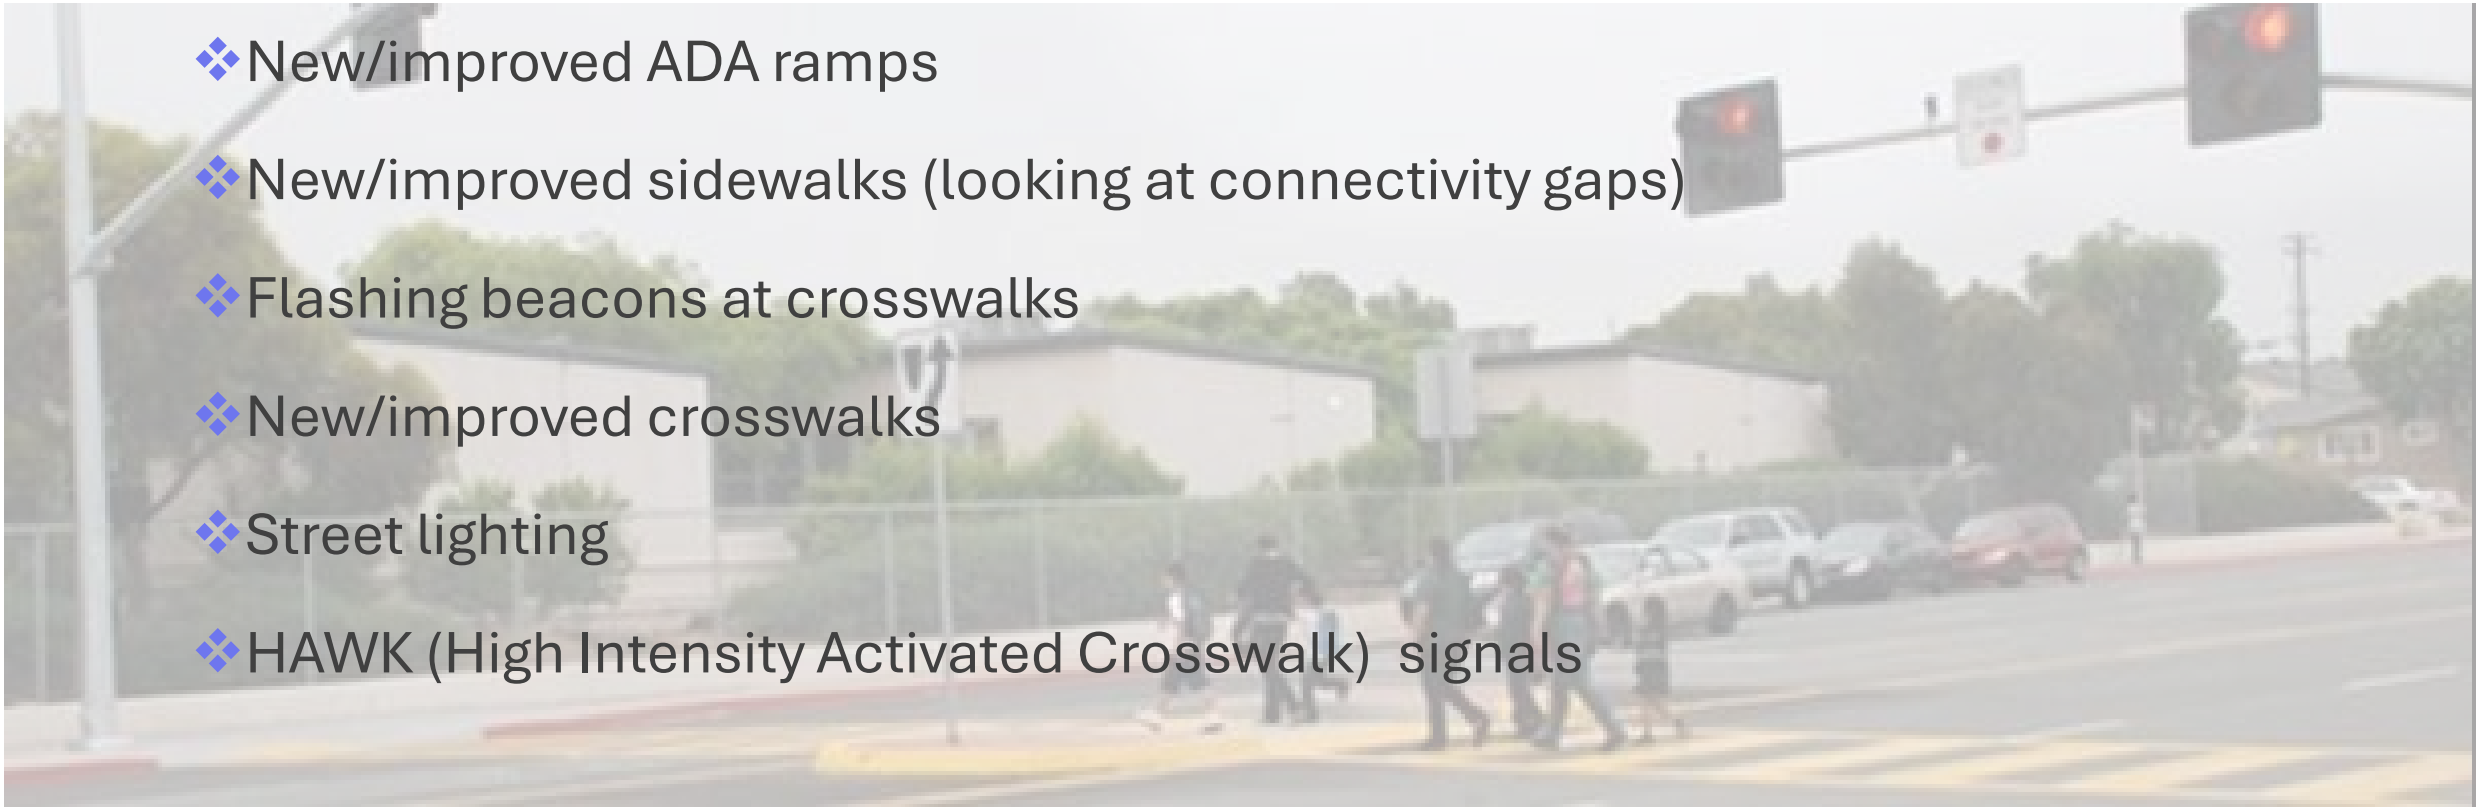 ❖New/improved ADA ramps
❖New/improved sidewalks (looking at connectivity gaps)
❖Flashing beacons at crosswalks
❖New/improved crosswalks
❖Street lighting
❖HAWK (High Intensity Activated Crosswalk)  signals